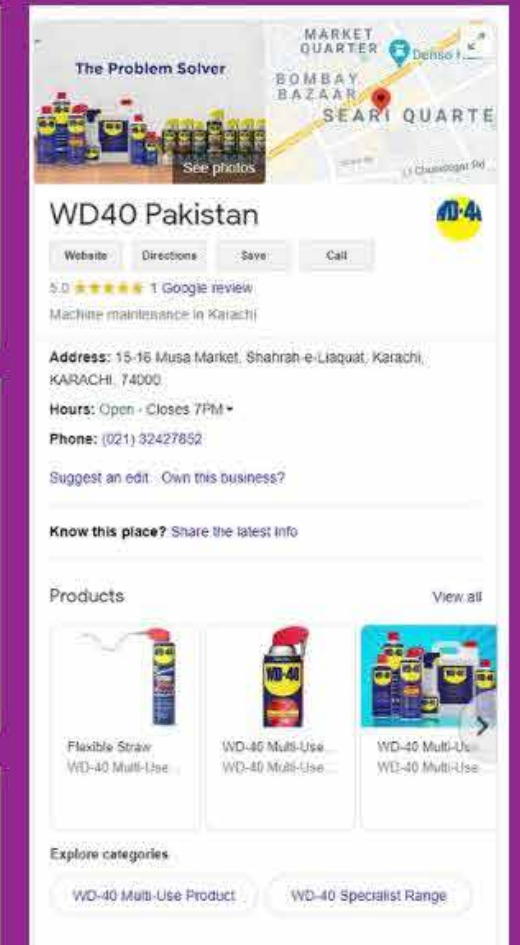 The Problem Solver
See photos
MARKET
QUARTER
BOMBAY
BAZAAR
SEARI QUARTE
WD40 Pakistan
WD-4
Website Directions Save Call
5.0 ★★★★★ 1 Google review
Machine maintenance in Karachi
Address: 15-16 Musa Market, Shahrah-e-Liaquat, Karachi,
KARACHI, 74000
Hours: Open - Closes 7PM
Phone: (021) 32427852
Suggest an edit Own this business?
Know this place? Share the latest info
Products View all
WD-40
Flexible Straw
WD-40 Multi-Use...
WD-40 Multi-Use...
WD-40 Multi-Use...
WD-40 Multi-Us
WD-40 Multi-Use
Explore categories
WD-40 Multi-Use Product WD-40 Specialist Range